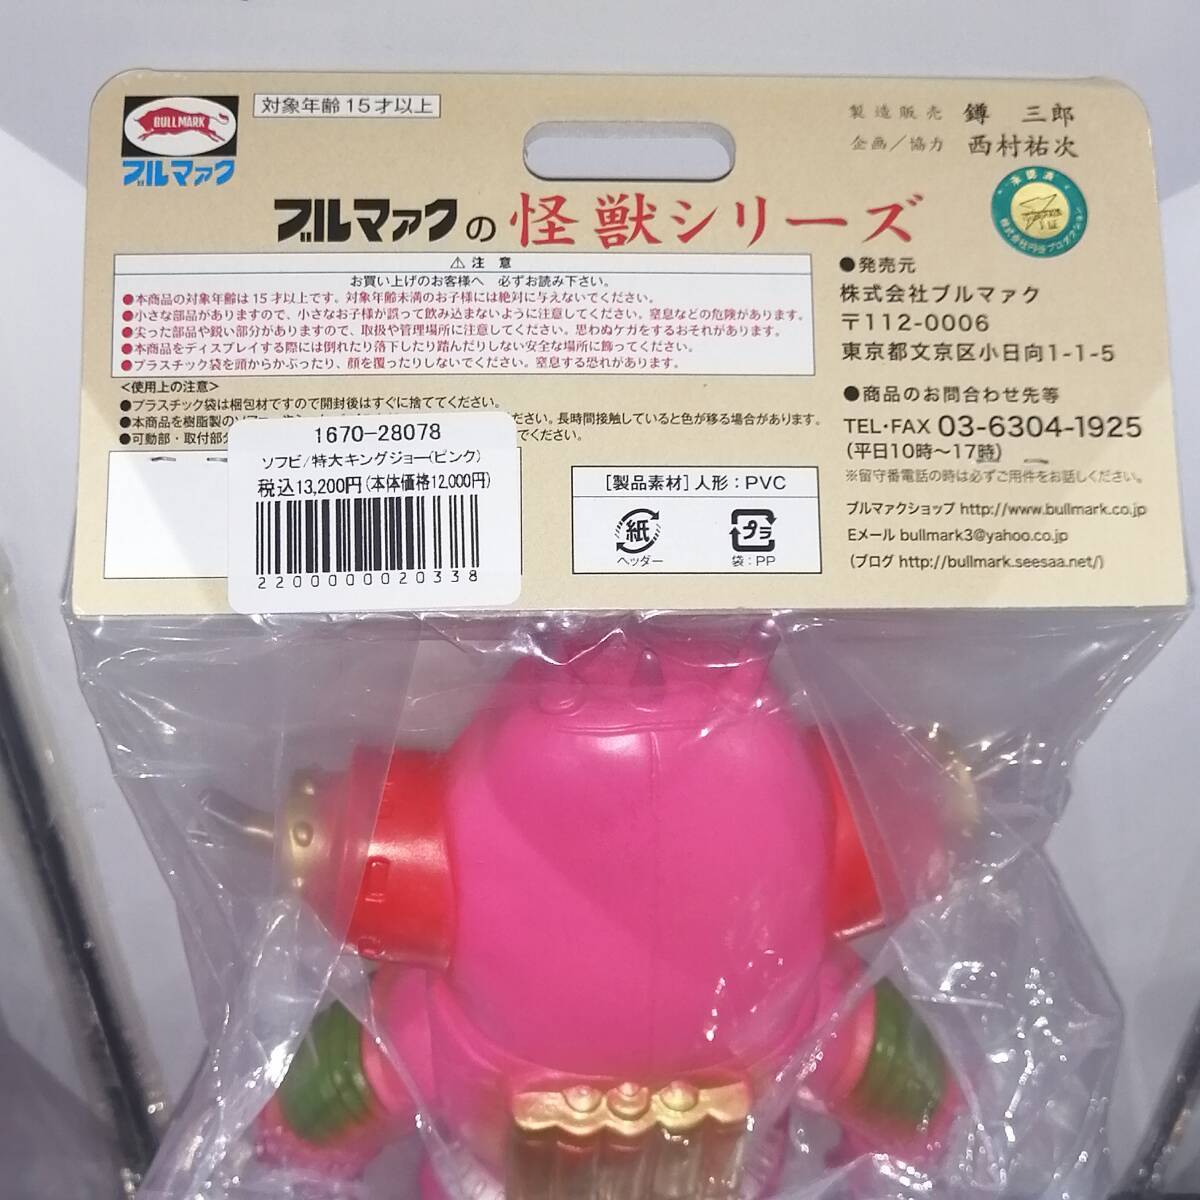 BULLMARK
ブルマァク
対象年齢15才以上
製造販売 鐏 三郎
企画/協力 西村祐次
ブルマァクの怪獣シリーズ
承認済
株式会社円谷プロダクション
⚠ 注 意
お買い上げのお客様へ 必ずお読み下さい。
●本商品の対象年齢は15才以上です。対象年齢未満のお子様には絶対に与えないでください。
●小さな部品がありますので、小さなお子様が誤って飲み込まないように注意してください。窒息などの危険があります。
●尖った部品や鋭い部分がありますので、取扱や管理場所に注意してください。思わぬケガをするおそれがあります。
●本商品をディスプレイする際には倒れたり落下したり踏んだりしない安全な場所に飾ってください。
●プラスチック袋を頭からかぶったり、顔を覆ったりしないでください。窒息する恐れがあります。
<使用上の注意>
●プラスチック袋は梱包材ですので開封後はすぐに捨ててください。
●本商品を樹脂製の ださい。長時間接触していると色が移る場合があります。
●可動部・取付部 でください。
●発売元
株式会社ブルマァク
〒112-0006
東京都文京区小日向1-1-5
●商品のお問合わせ先等
TEL・FAX 03-6304-1925
(平日10時〜17時)
※留守番電話の時は必ずご用件をお話しください。
ブルマァクショップ http://www.bullmark.co.jp
Eメール bullmark3@yahoo.co.jp
(ブログ http://bullmark.seesaa.net/)
1670-28078
ソフビ/特大キングジョー(ピンク)
税込13,200円(本体価格12,000円)
2200000020338
[製品素材]人形:PVC
紙
ヘッダー
プラ
袋:PP